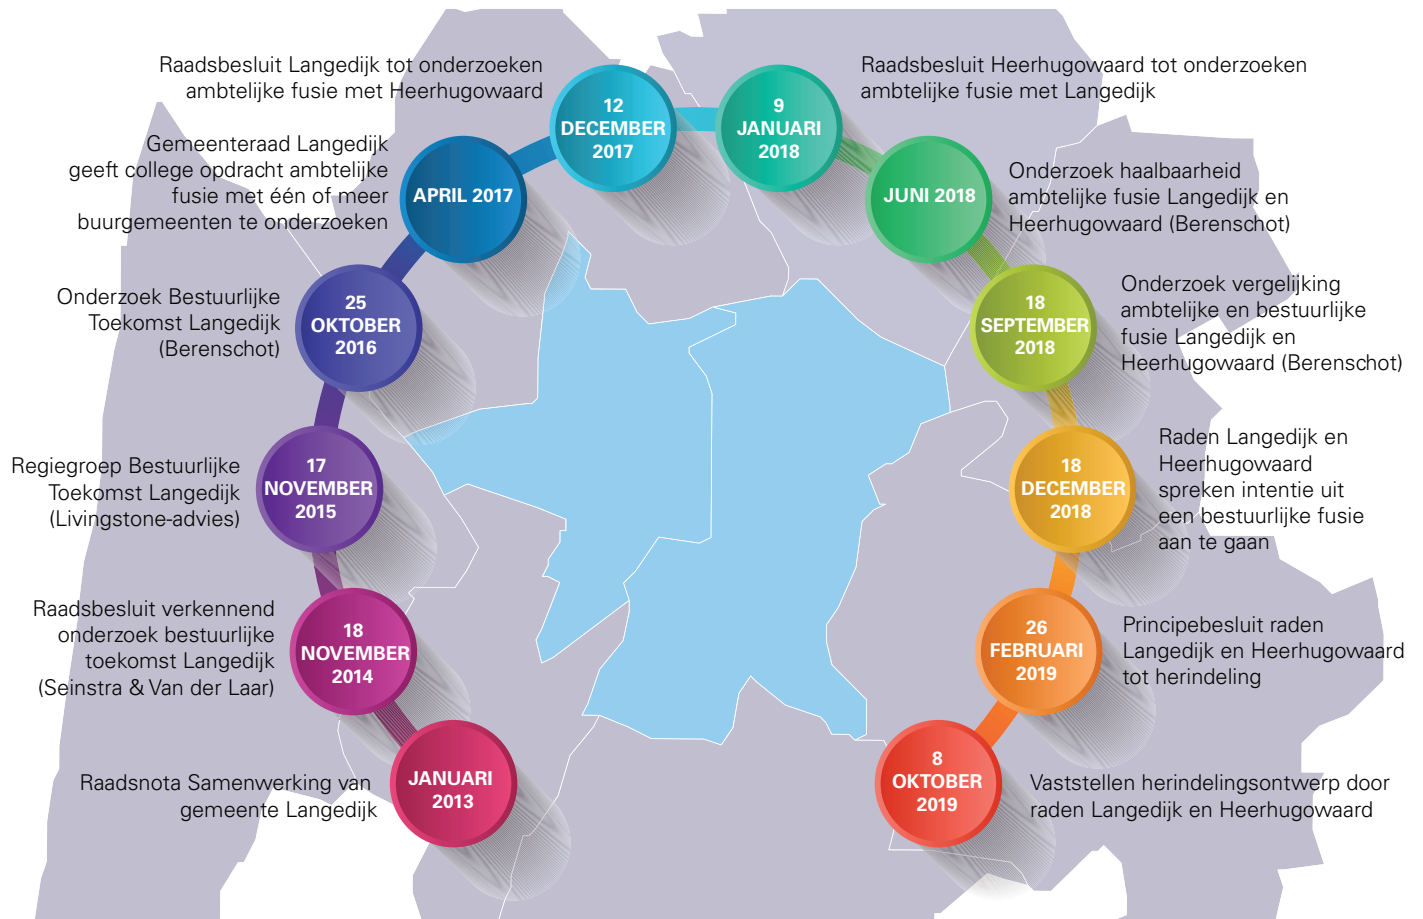 Raadsbesluit Langedijk tot onderzoeken
ambtelijke fusie met Heerhugowaard
12
DECEMBER
2017
9
JANUARI
2018
Raadsbesluit Heerhugowaard tot onderzoeken
ambtelijke fusie met Langedijk
Gemeenteraad Langedijk
geeft college opdracht ambtelijke
fusie met één of meer
buurgemeenten te onderzoeken
APRIL 2017
JUNI 2018
Onderzoek haalbaarheid
ambtelijke fusie Langedijk en
Heerhugowaard (Berenschot)
Onderzoek Bestuurlijke
Toekomst Langedijk
(Berenschot)
25
OKTOBER
2016
18
SEPTEMBER
2018
Onderzoek vergelijking
ambtelijke en bestuurlijke
fusie Langedijk en
Heerhugowaard (Berenschot)
Regiegroep Bestuurlijke
Toekomst Langedijk
(Livingstone-advies)
17
NOVEMBER
2015
18
DECEMBER
2018
Raden Langedijk en
Heerhugowaard
spreken intentie uit
een bestuurlijke fusie
aan te gaan
Raadsbesluit verkennend
onderzoek bestuurlijke
toekomst Langedijk
(Seinstra & Van der Laar)
18
NOVEMBER
2014
26
FEBRUARI
2019
Principebesluit raden
Langedijk en Heerhugowaard
tot herindeling
Raadsnota Samenwerking van
gemeente Langedijk
JANUARI
2013
8
OKTOBER
2019
Vaststellen herindelingsontwerp door
raden Langedijk en Heerhugowaard